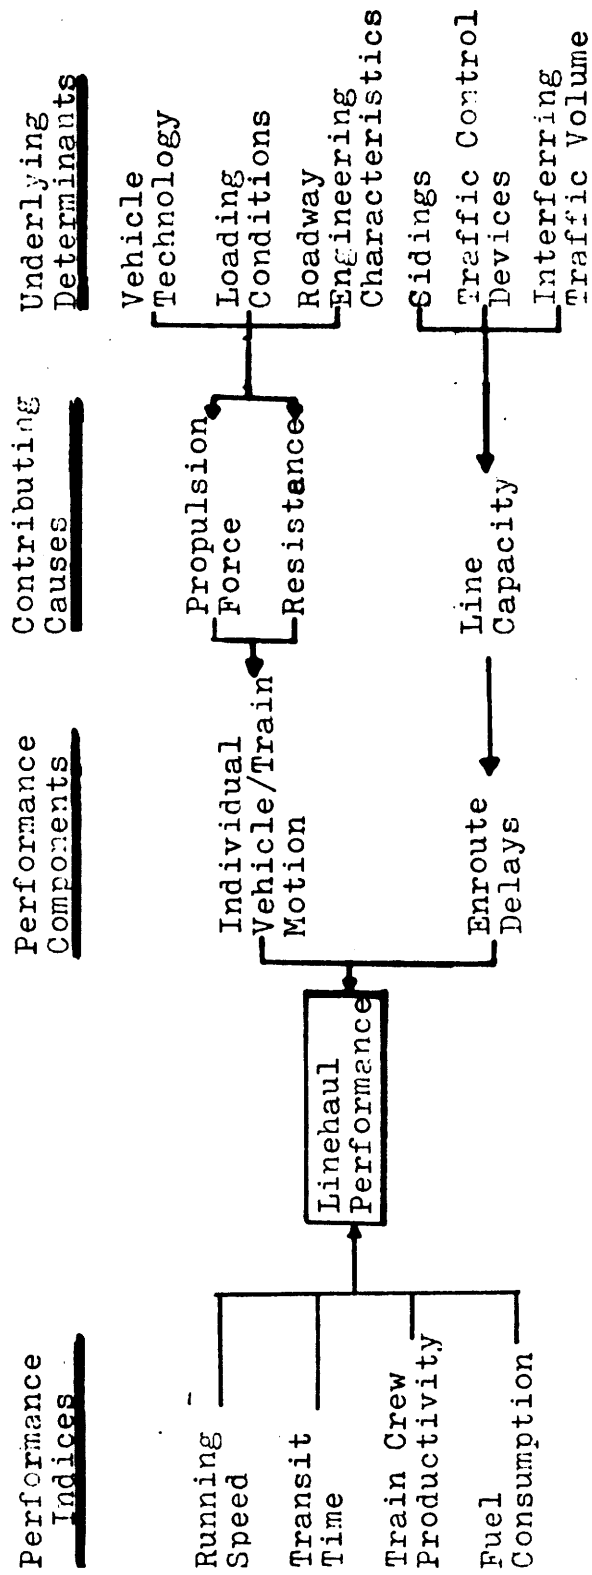 Performance
Indices
Performance
Components
Contributing
Causes
Underlying
Determinants
Running
Speed
Transit
Time
Train Crew
Productivity
Fuel
Consumption
Linehaul
Performance
Individual
Vehicle/Train
Motion
Enroute
Delays
Propulsion
Force
Resistance
Line
Capacity
Vehicle
Technology
Loading
Conditions
Roadway
Engineering
Characteristics
Sidings
Traffic Control
Devices
Interferring
Traffic Volume